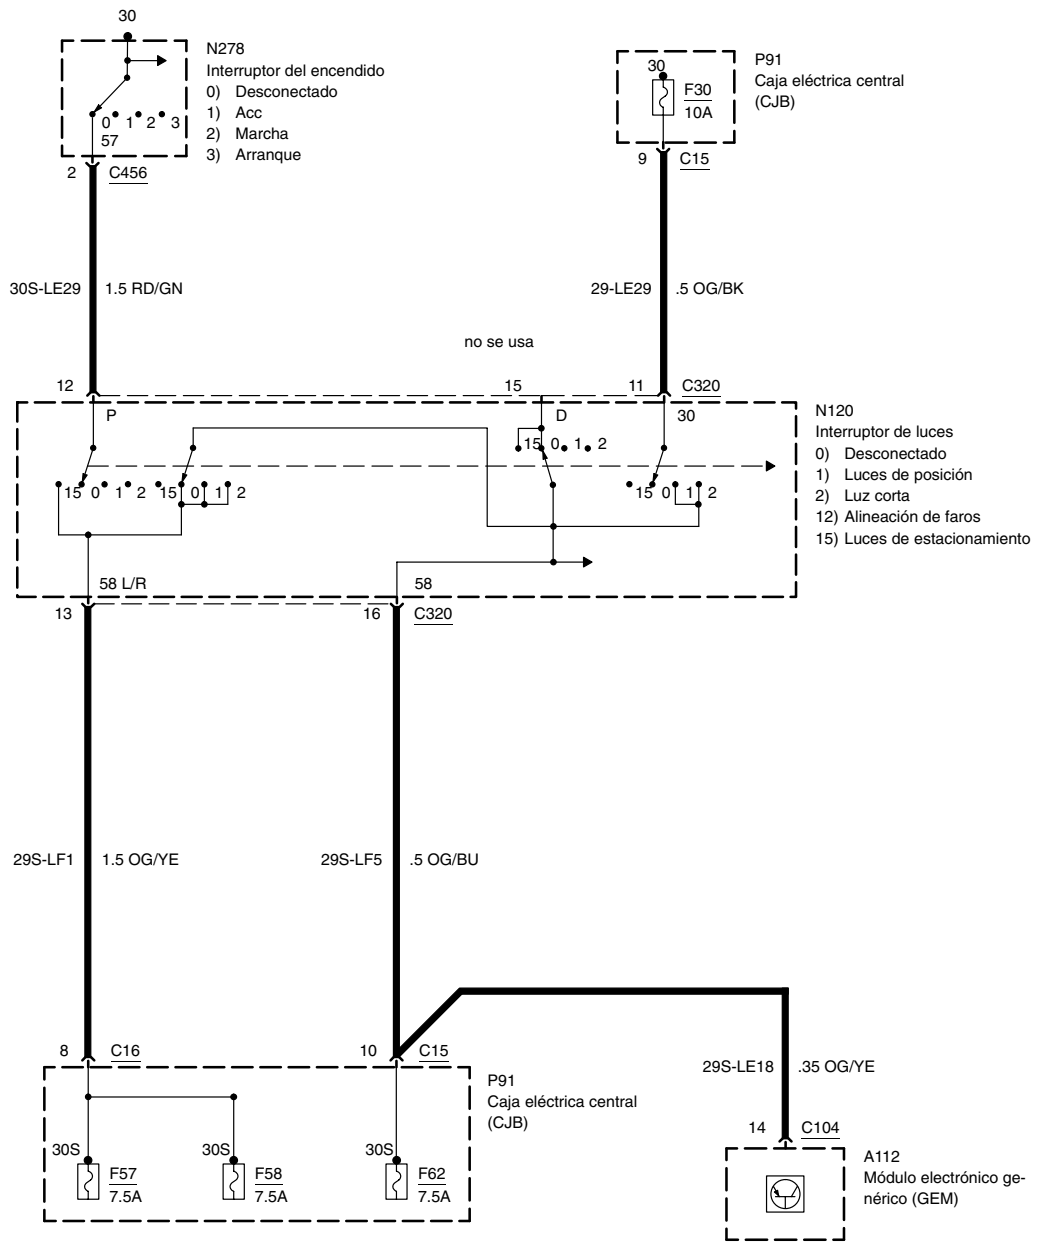 30
N278
Interruptor del encendido
0) Desconectado
1) Acc
2) Marcha
3) Arranque
0 1 2 3
57
2 C456
30
F30
10A
P91
Caja eléctrica central
(CJB)
9 C15
30S-LE29 1.5 RD/GN
29-LE29 .5 OG/BK
no se usa
12 15 11 C320
P D 30
15 0 1 2
15 0 1 2
15 0 1 2
15 0 1 2
N120
Interruptor de luces
0) Desconectado
1) Luces de posición
2) Luz corta
12) Alineación de faros
15) Luces de estacionamiento
58 L/R 58
13 16 C320
29S-LF1 1.5 OG/YE
29S-LF5 .5 OG/BU
8 C16 10 C15
29S-LE18 .35 OG/YE
P91
Caja eléctrica central
(CJB)
30S 30S 30S
F57 F58 F62
7.5A 7.5A 7.5A
14 C104
A112
Módulo electrónico ge-
nérico (GEM)